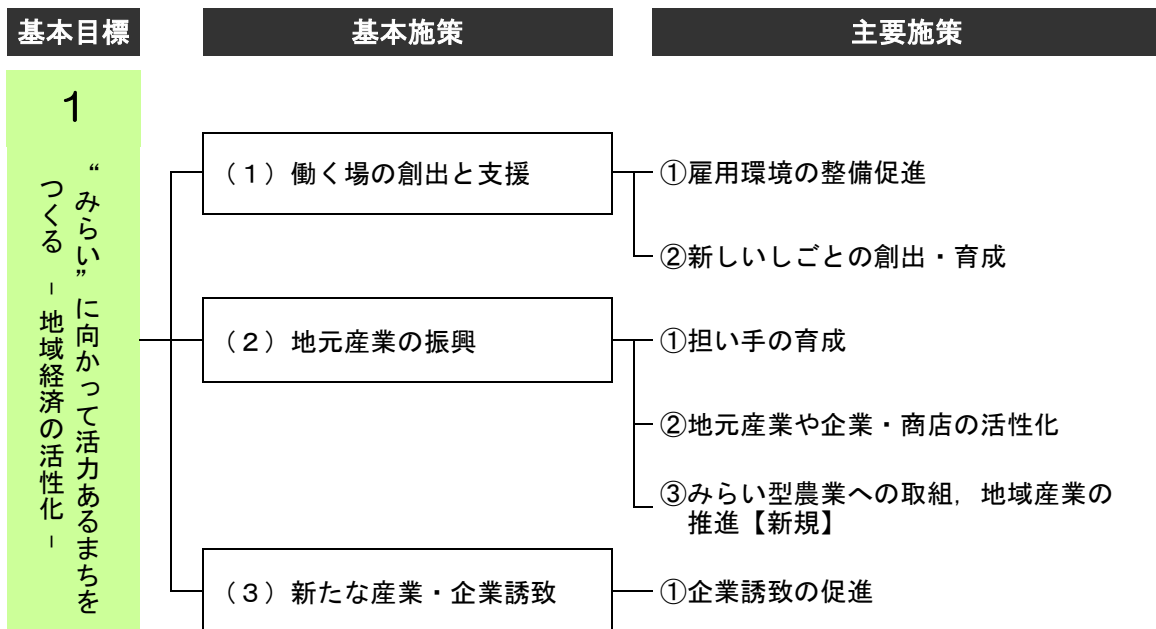 基本目標
基本施策
主要施策
1
“みらい”に向かって活力あるまちを
つくる －地域経済の活性化－
（１）働く場の創出と支援
①雇用環境の整備促進
②新しいしごとの創出・育成
（２）地元産業の振興
①担い手の育成
②地元産業や企業・商店の活性化
③みらい型農業への取組，地域産業の
推進【新規】
（３）新たな産業・企業誘致
①企業誘致の促進